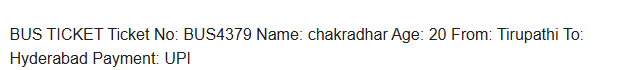 BUS TICKET Ticket No: BUS4379 Name: chakradhar Age: 20 From: Tirupathi To:
Hyderabad Payment: UPI